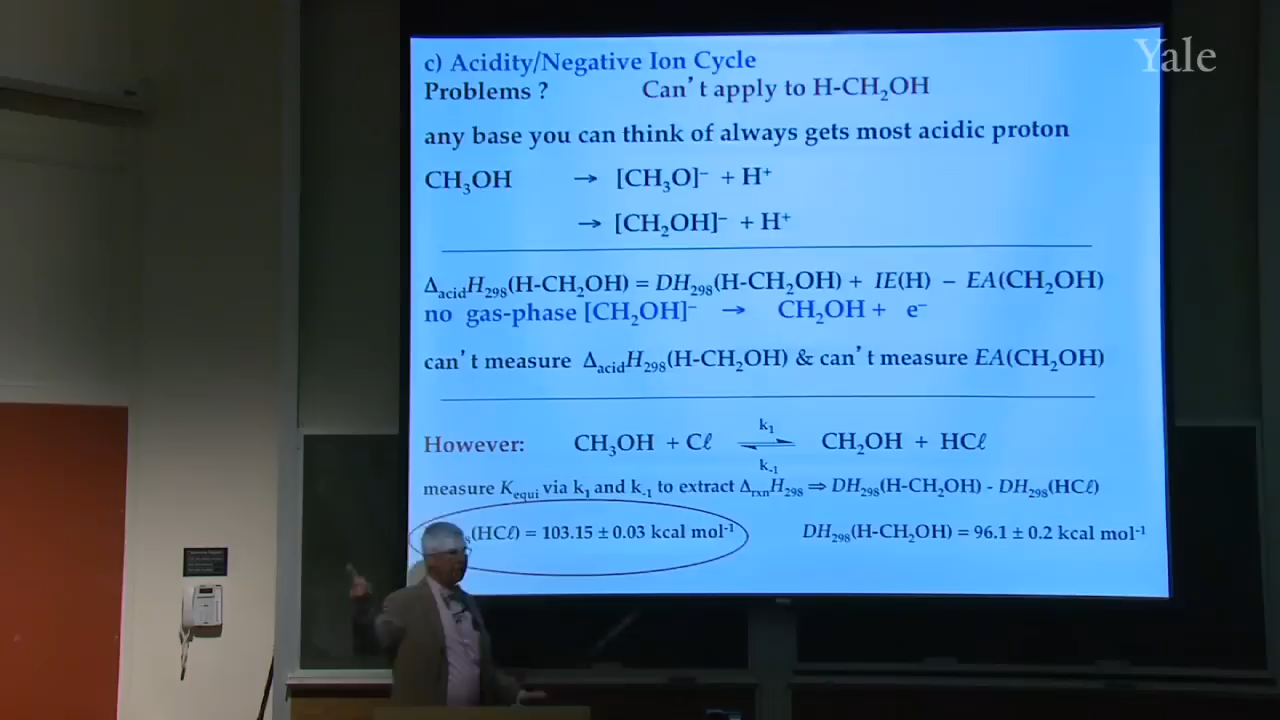 Yale
c) Acidity/Negative Ion Cycle
Problems ? Can't apply to H-CH₂OH
any base you can think of always gets most acidic proton
CH₃OH → [CH₃O]⁻ + H⁺
→ [CH₂OH]⁻ + H⁺
ΔacidH₂₉₈(H-CH₂OH) = DH₂₉₈(H-CH₂OH) + IE(H) − EA(CH₂OH)
no gas-phase [CH₂OH]⁻ → CH₂OH + e⁻
can't measure ΔacidH₂₉₈(H-CH₂OH) & can't measure EA(CH₂OH)
k₁
However: CH₃OH + Cℓ ⇌ CH₂OH + HCℓ
k₋₁
measure Kequi via k₁ and k₋₁ to extract ΔrxnH₂₉₈ ⇒ DH₂₉₈(H-CH₂OH) - DH₂₉₈(HCℓ)
(HCℓ) = 103.15 ± 0.03 kcal mol⁻¹ DH₂₉₈(H-CH₂OH) = 96.1 ± 0.2 kcal mol⁻¹